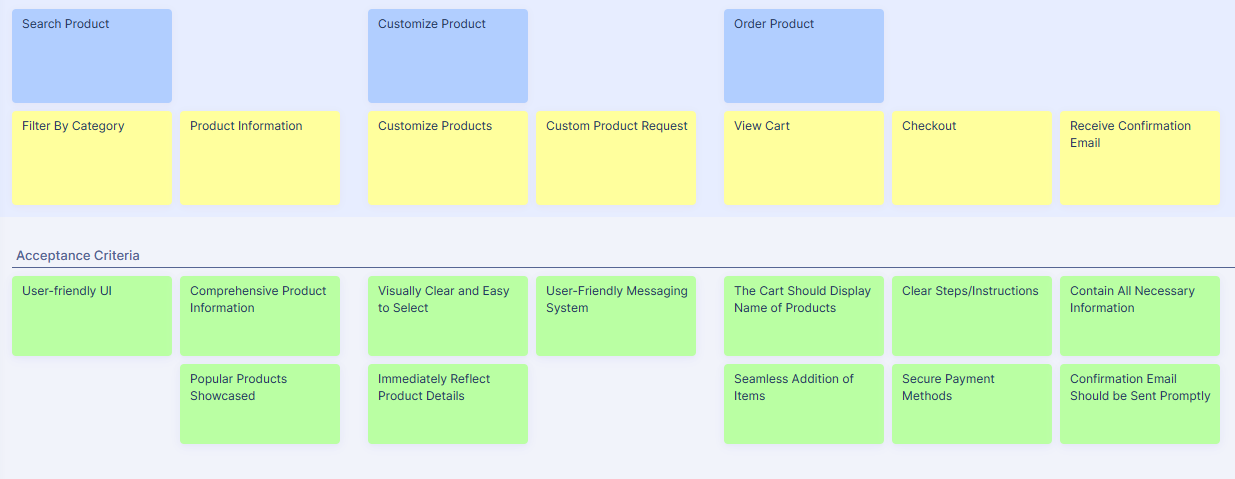 Search Product
Customize Product
Order Product
Filter By Category
Product Information
Customize Products
Custom Product Request
View Cart
Checkout
Receive Confirmation
Email
Acceptance Criteria
User-friendly UI
Comprehensive Product
Information
Visually Clear and Easy
to Select
User-Friendly Messaging
System
The Cart Should Display
Name of Products
Clear Steps/Instructions
Contain All Necessary
Information
Popular Products
Showcased
Immediately Reflect
Product Details
Seamless Addition of
Items
Secure Payment
Methods
Confirmation Email
Should be Sent Promptly